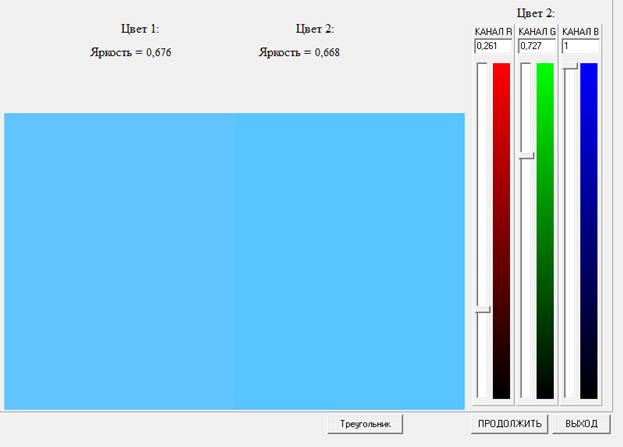 Цвет 1:
Цвет 2:
Яркость = 0,676
Яркость = 0,668
Цвет 2:
КАНАЛ R
КАНАЛ G
КАНАЛ B
0,261
0,727
1
Треугольник
ПРОДОЛЖИТЬ
ВЫХОД